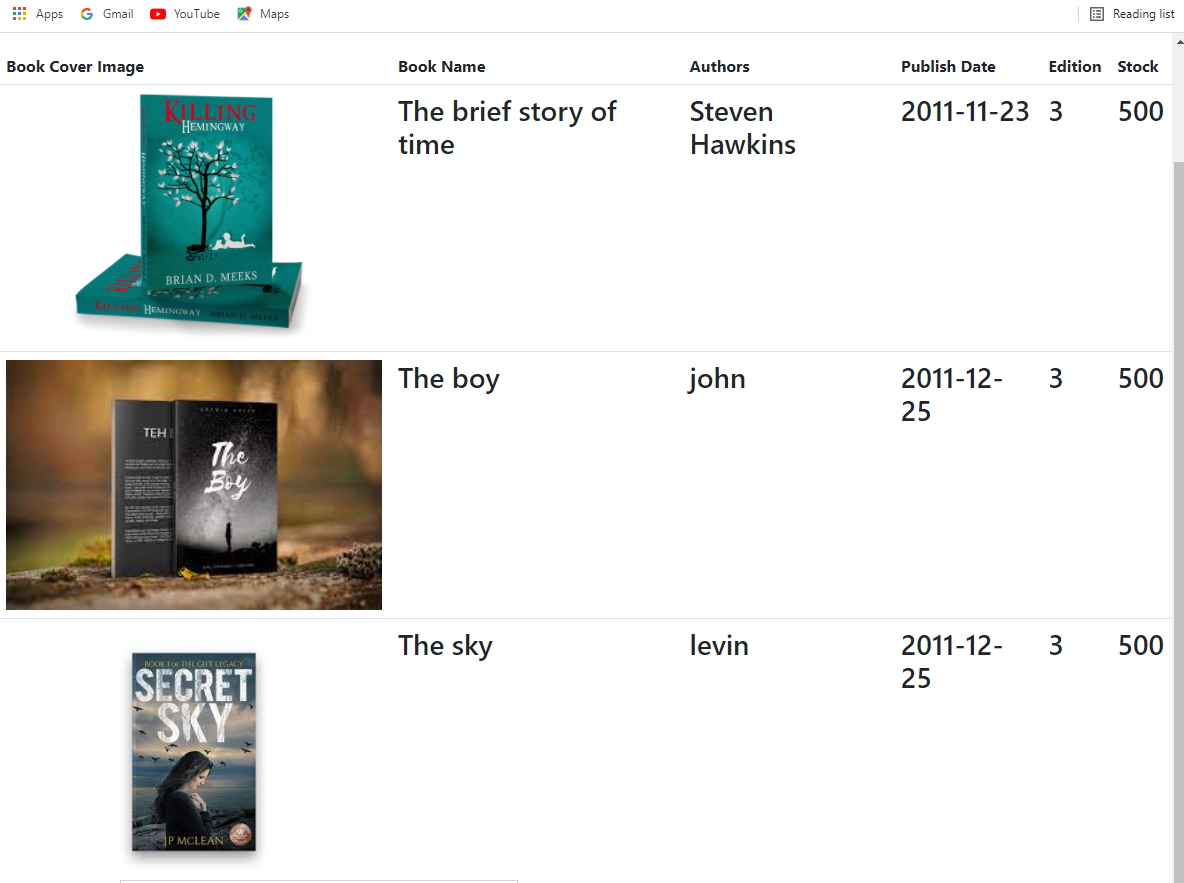 Apps Gmail YouTube Maps Reading list
Book Cover Image Book Name Authors Publish Date Edition Stock
KILLING
HEMINGWAY
BRIAN D. MEEKS
KILLING HEMINGWAY BRIAN D. MEEKS
The brief story of
time
Steven
Hawkins
2011-11-23
3
500
TEH
The
Boy
The boy
john
2011-12-
25
3
500
BOOK 1 OF THE GIFT LEGACY
SECRET
SKY
JP MCLEAN
The sky
levin
2011-12-
25
3
500